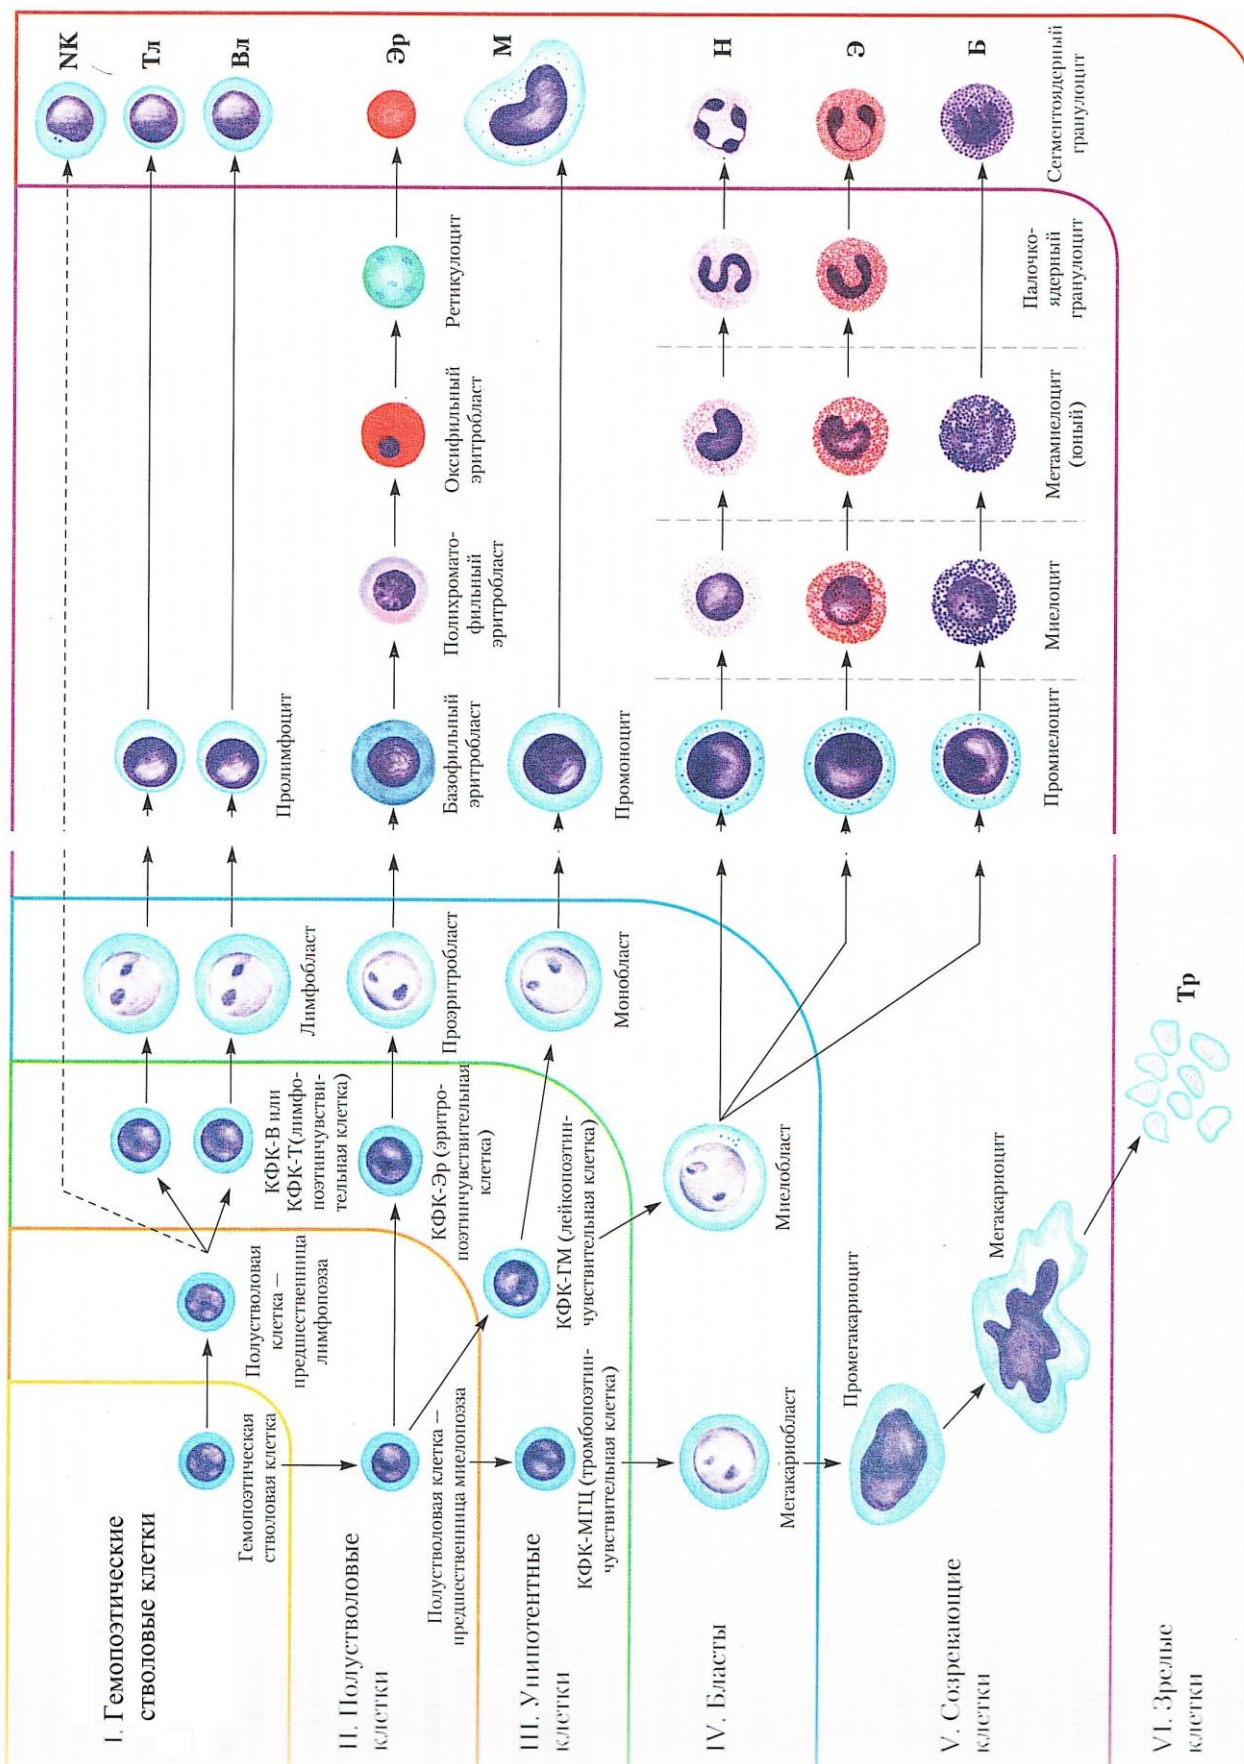 I. Гемопоэтические
стволовые клетки
Гемопоэтическая
стволовая клетка
Полустволовая
клетка —
предшественница
лимфопоэза
КФК-В или
КФК-Т(лимфо-
поэтинчувстви-
тельная клетка)
Лимфобласт
Пролимфоцит
NK
Тл
Вл
II. Полустволовые
клетки
Полустволовая клетка —
предшественница миелопоэза
КФК-Эр (эритро-
поэтинчувствительная
клетка)
Проэритробласт
Базофильный
эритробласт
Полихромато-
фильный
эритробласт
Оксифильный
эритробласт
Ретикулоцит
Эр
III. Унипотентные
клетки
КФК-МГЦ (тромбопоэтин-
чувствительная клетка)
КФК-ГМ (лейкопоэтин-
чувствительная клетка)
Монобласт
Промоноцит
М
IV. Бласты
Мегакариобласт
Миелобласт
Н
Э
Б
V. Созревающие
клетки
Промегакариоцит
Мегакариоцит
Промиелоцит
Миелоцит
Метамиелоцит
(юный)
Палочко-
ядерный
гранулоцит
Сегментоядерный
гранулоцит
VI. Зрелые
клетки
Тр